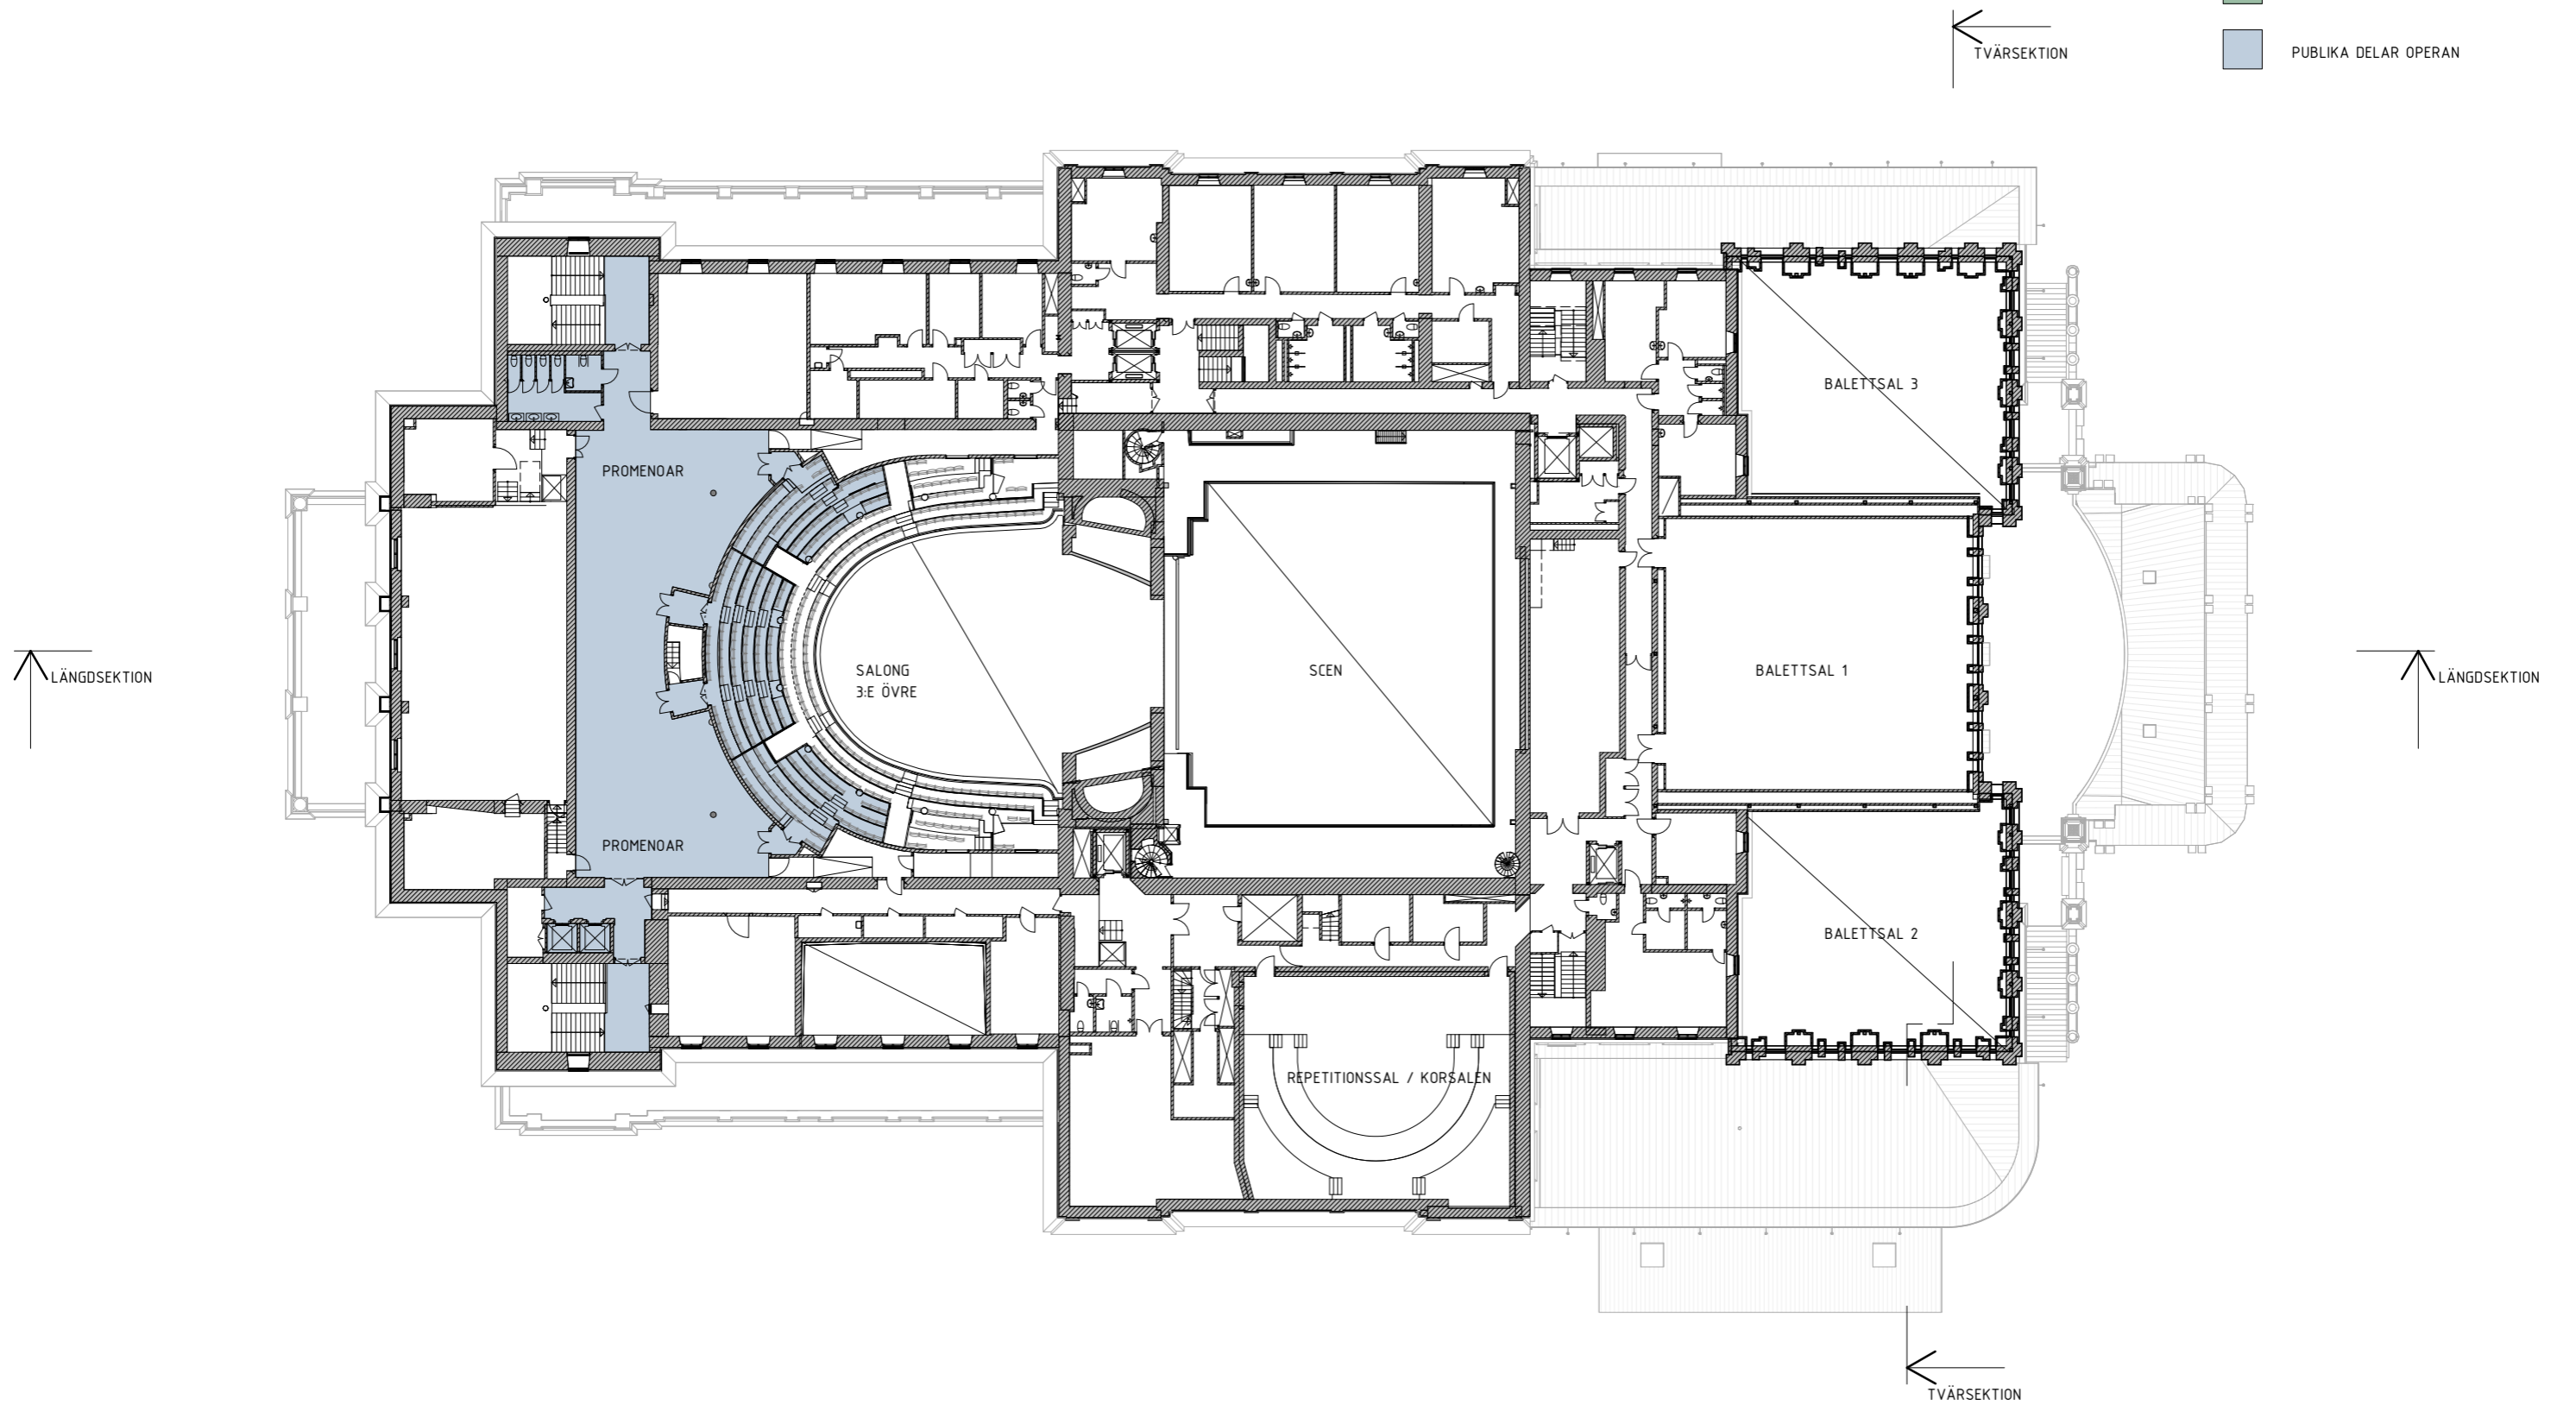 TVÄRSEKTION
PUBLIKA DELAR OPERAN
BALETTSAL 3
PROMENOAR
SALONG
3:E ÖVRE
SCEN
BALETTSAL 1
LÄNGDSEKTION
LÄNGDSEKTION
PROMENOAR
BALETTSAL 2
REPETITIONSSAL / KORSALEN
TVÄRSEKTION